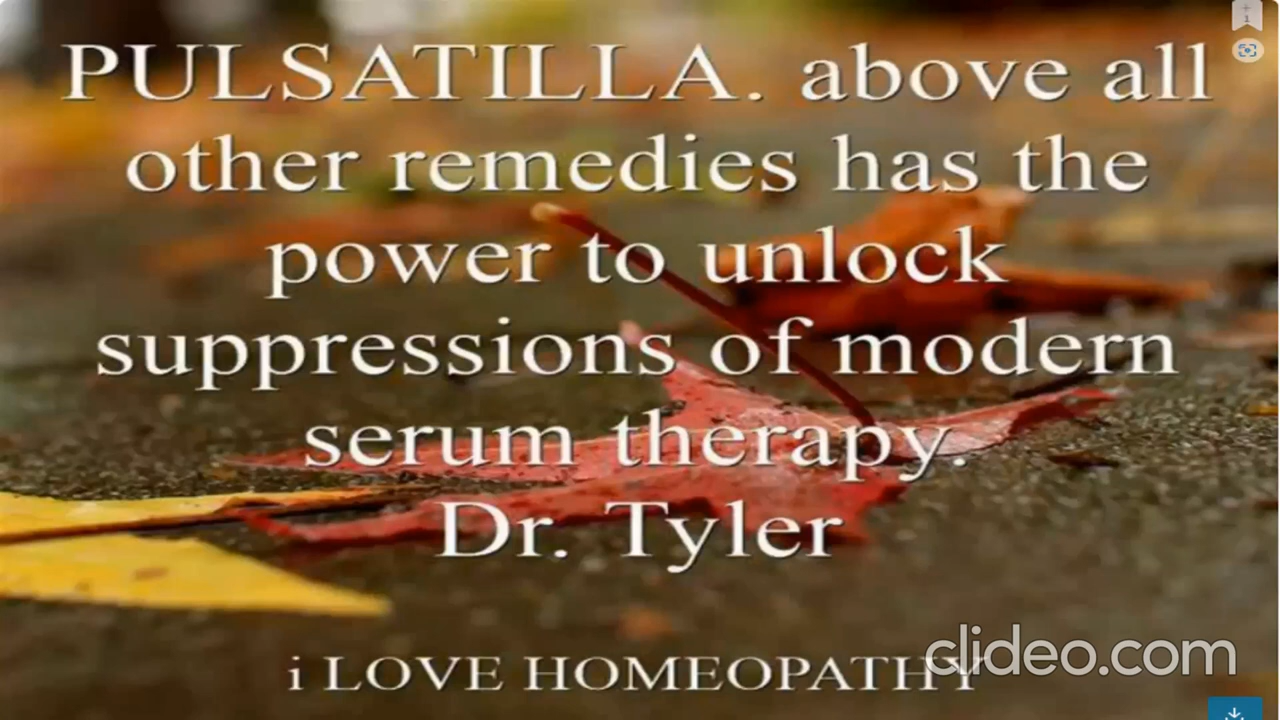 PULSATILLA. above all
other remedies has the
power to unlock
suppressions of modern
serum therapy.
Dr. Tyler
i LOVE HOMEOPATHY
clideo.com
+
1